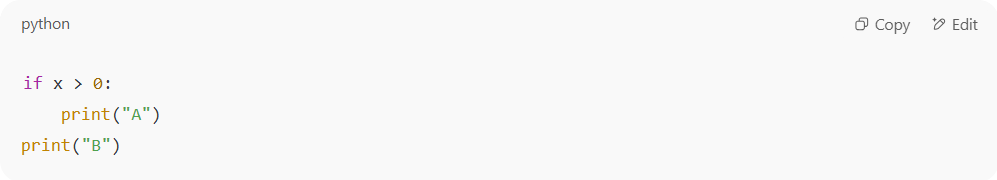 python
Copy Edit
if x > 0:
    print("A")
print("B")